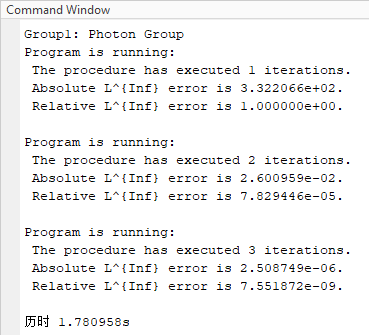 Command Window
Group1: Photon Group
Program is running:
The procedure has executed 1 iterations.
Absolute L^{Inf} error is 3.322066e+02.
Relative L^{Inf} error is 1.000000e+00.
Program is running:
The procedure has executed 2 iterations.
Absolute L^{Inf} error is 2.600959e-02.
Relative L^{Inf} error is 7.829446e-05.
Program is running:
The procedure has executed 3 iterations.
Absolute L^{Inf} error is 2.508749e-06.
Relative L^{Inf} error is 7.551872e-09.
历时 1.780958s